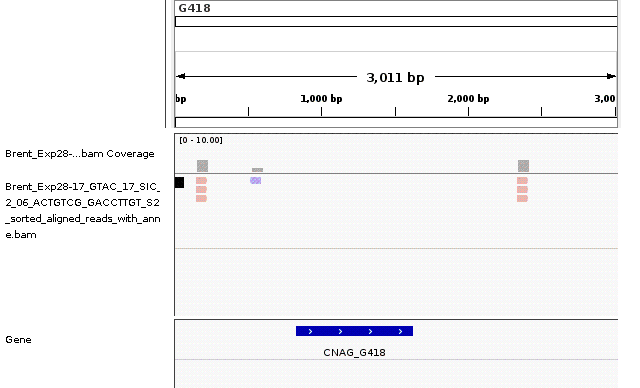 G418
3,011 bp
bp 1,000 bp 2,000 bp 3,00
[0 - 10.00]
Brent_Exp28-...bam Coverage
Brent_Exp28-17_GTAC_17_SIC_
2_06_ACTGTCG_GACCTTGT_S2
_sorted_aligned_reads_with_ann
e.bam
Gene
CNAG_G418